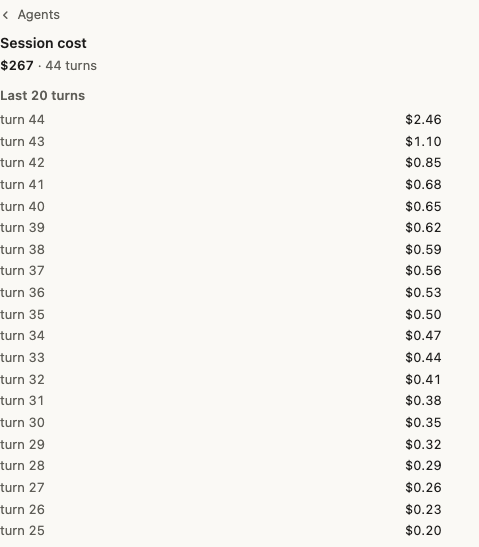 Agents
Session cost
$267 · 44 turns
Last 20 turns
turn 44 $2.46
turn 43 $1.10
turn 42 $0.85
turn 41 $0.68
turn 40 $0.65
turn 39 $0.62
turn 38 $0.59
turn 37 $0.56
turn 36 $0.53
turn 35 $0.50
turn 34 $0.47
turn 33 $0.44
turn 32 $0.41
turn 31 $0.38
turn 30 $0.35
turn 29 $0.32
turn 28 $0.29
turn 27 $0.26
turn 26 $0.23
turn 25 $0.20